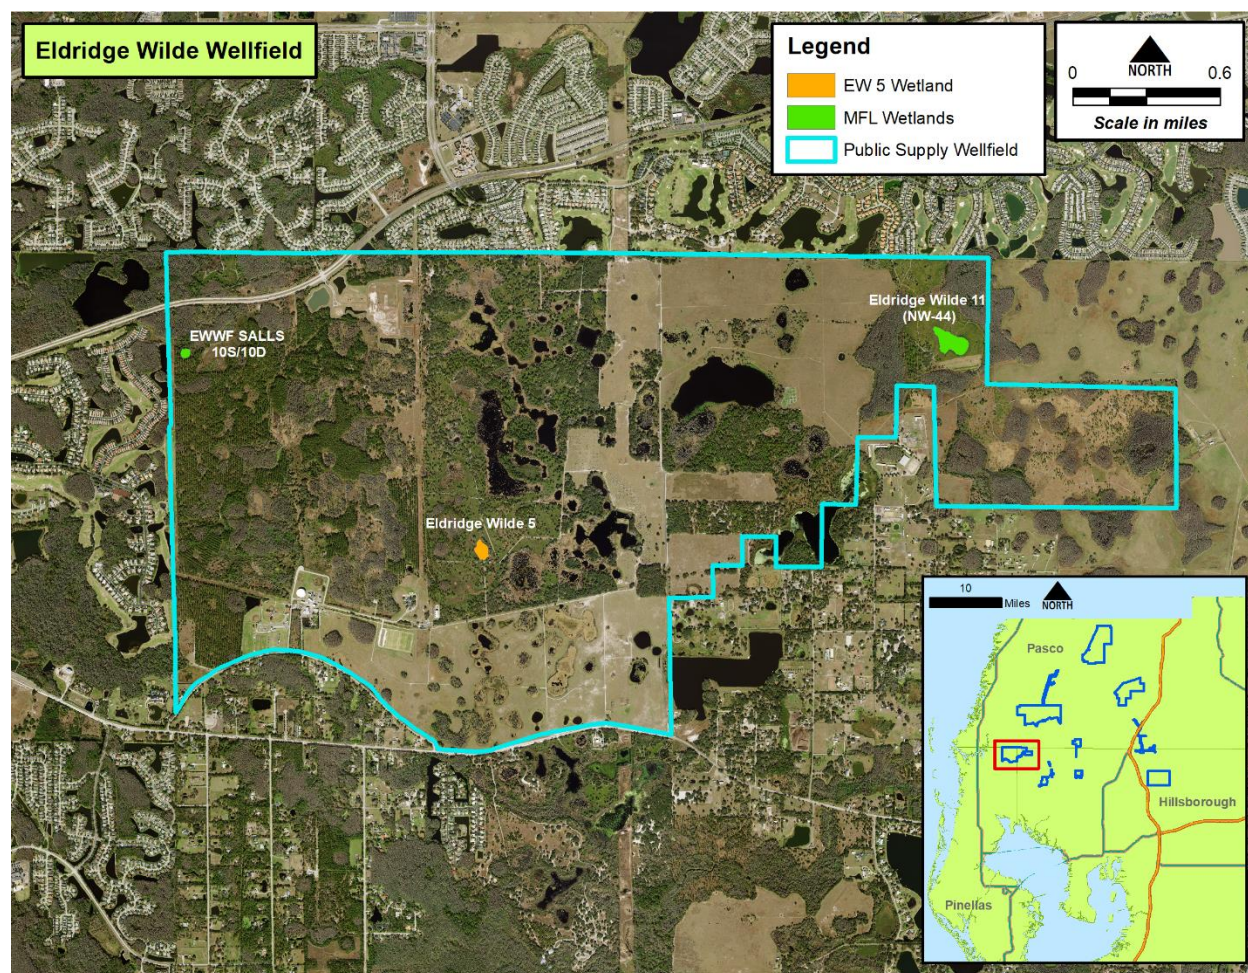 Eldridge Wilde Wellfield
Legend
EW 5 Wetland
MFL Wetlands
Public Supply Wellfield
NORTH
0 0.6
Scale in miles
Eldridge Wilde 11
(NW-44)
EWWF SALLS
10S/10D
Eldridge Wilde 5
10
Miles
NORTH
Pasco
Hillsborough
Pinellas